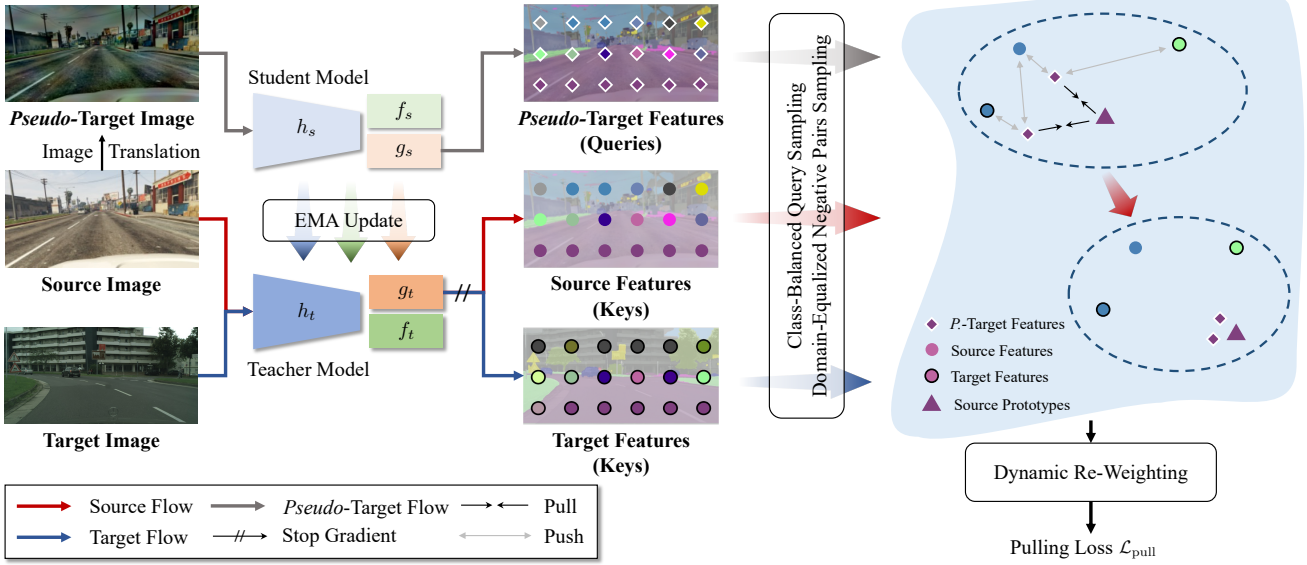 Pseudo-Target Image
Image Translation
Source Image
Target Image
Student Model
h_s
f_s
g_s
EMA Update
h_t
g_t
f_t
Teacher Model
Pseudo-Target Features
(Queries)
Source Features
(Keys)
Target Features
(Keys)
Class-Balanced Query Sampling
Domain-Equalized Negative Pairs Sampling
P.-Target Features
Source Features
Target Features
Source Prototypes
Dynamic Re-Weighting
Pulling Loss ℒ_pull
Source Flow
Pseudo-Target Flow
Pull
Target Flow
Stop Gradient
Push